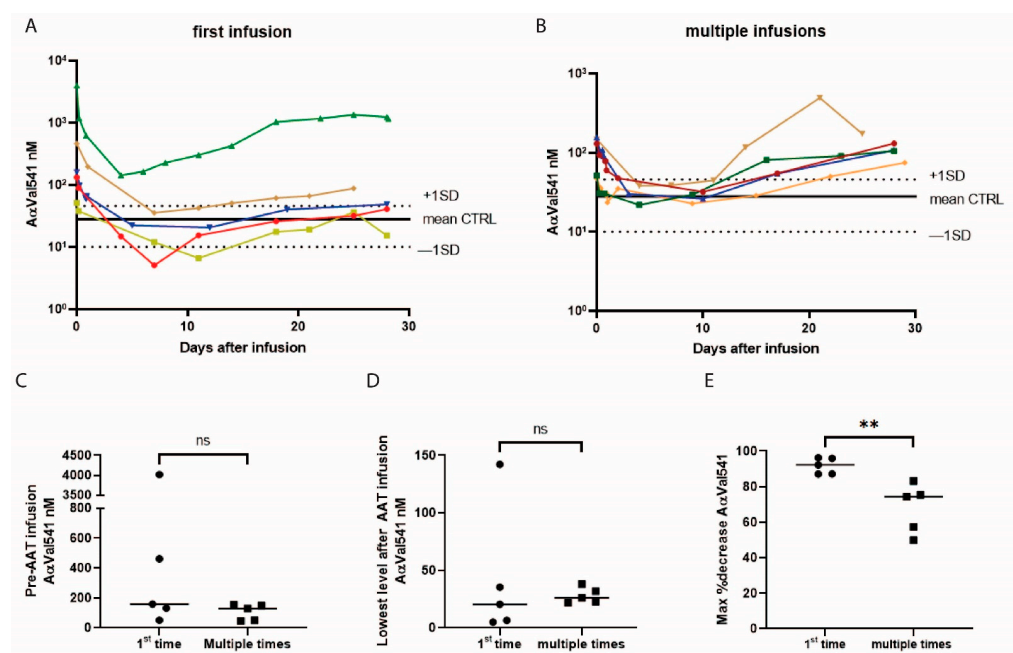 A
first infusion
AαVal541 nM
10⁴
10³
10²
10¹
10⁰
+1SD
mean CTRL
—1SD
0
10
20
30
Days after infusion
B
multiple infusions
AαVal541 nM
10³
10²
10¹
10⁰
+1SD
mean CTRL
—1SD
0
10
20
30
Days after infusion
C
Pre-AAT infusion
AαVal541 nM
4500
4000
3500
800
600
400
200
0
ns
1st time
Multiple times
D
Lowest level after AAT infusion
AαVal541 nM
150
100
50
0
ns
1st time
multiple times
E
Max %decrease AαVal541
100
80
60
40
20
0
**
1st time
multiple times